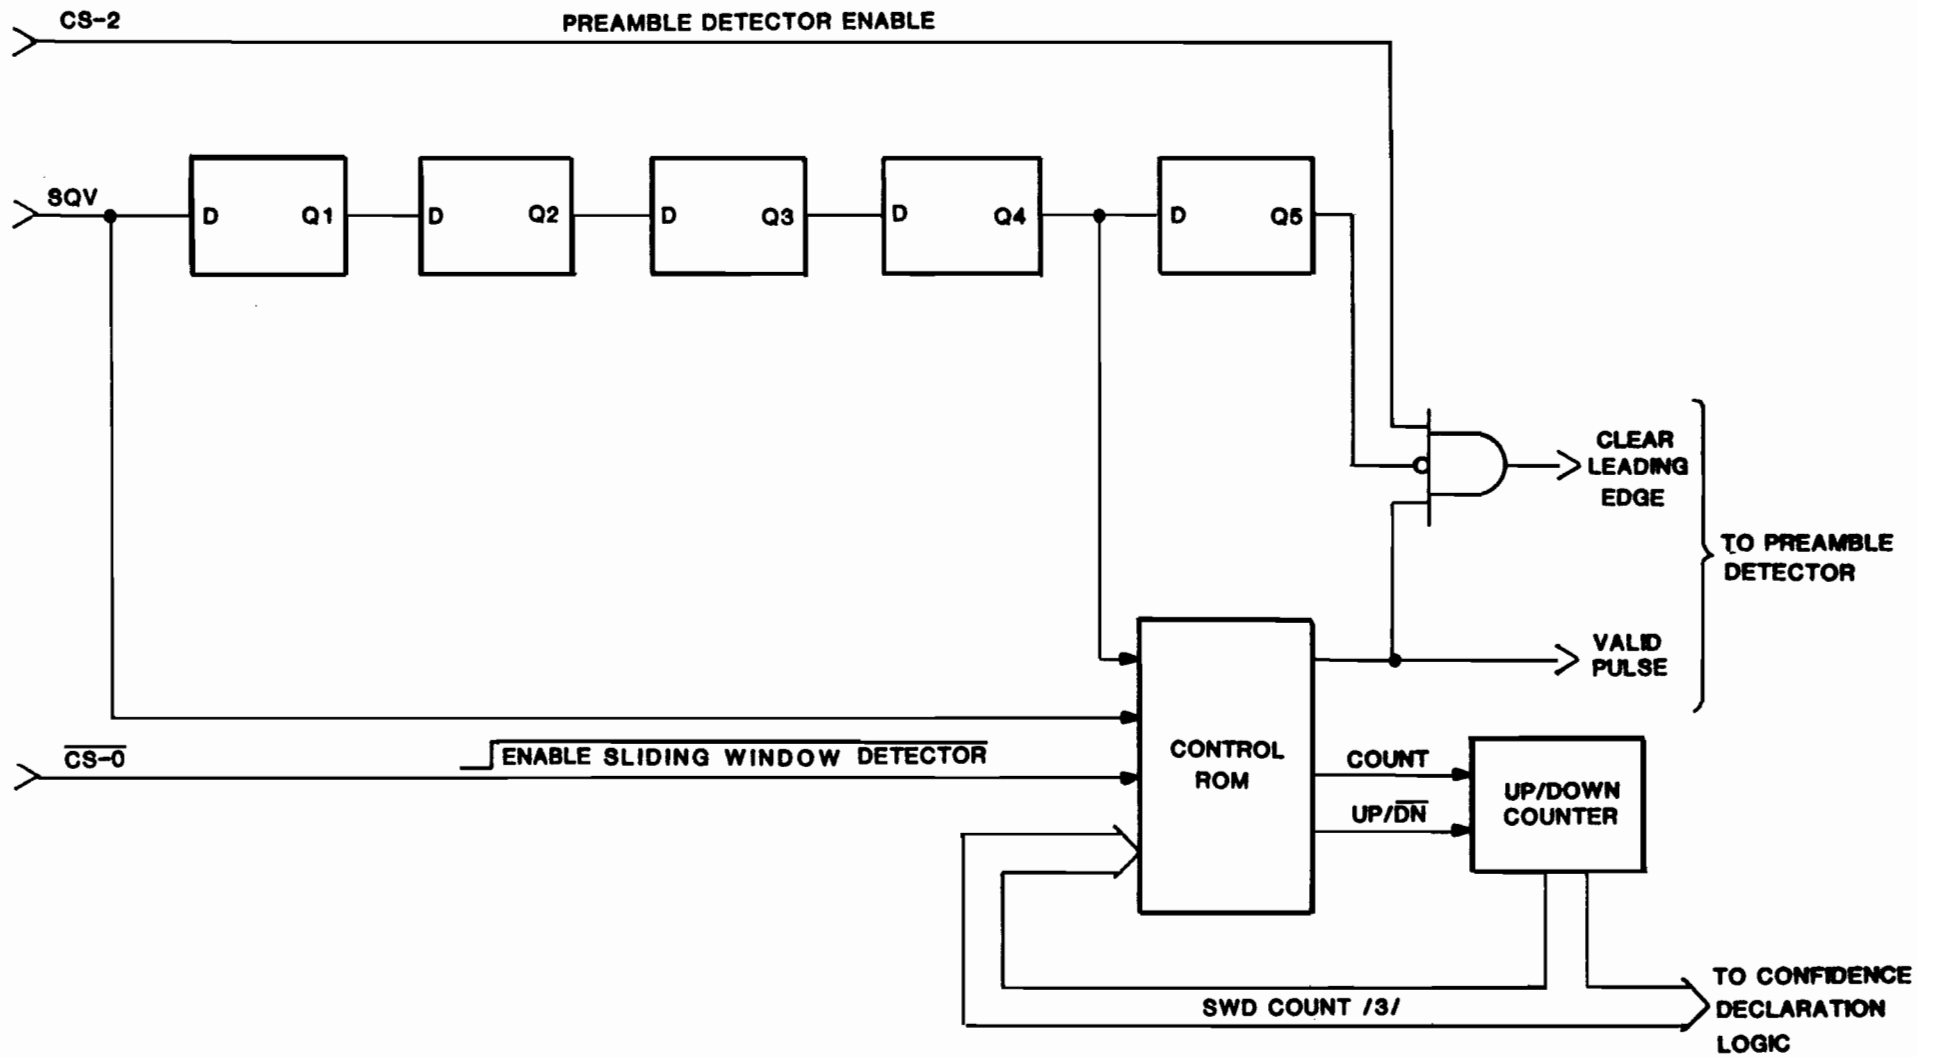 CS-2
PREAMBLE DETECTOR ENABLE
SQV
D Q1
D Q2
D Q3
D Q4
D Q5
CLEAR
LEADING
EDGE
TO PREAMBLE
DETECTOR
VALID
PULSE
CS-0
ENABLE SLIDING WINDOW DETECTOR
CONTROL
ROM
COUNT
UP/DN
UP/DOWN
COUNTER
SWD COUNT /3/
TO CONFIDENCE
DECLARATION
LOGIC